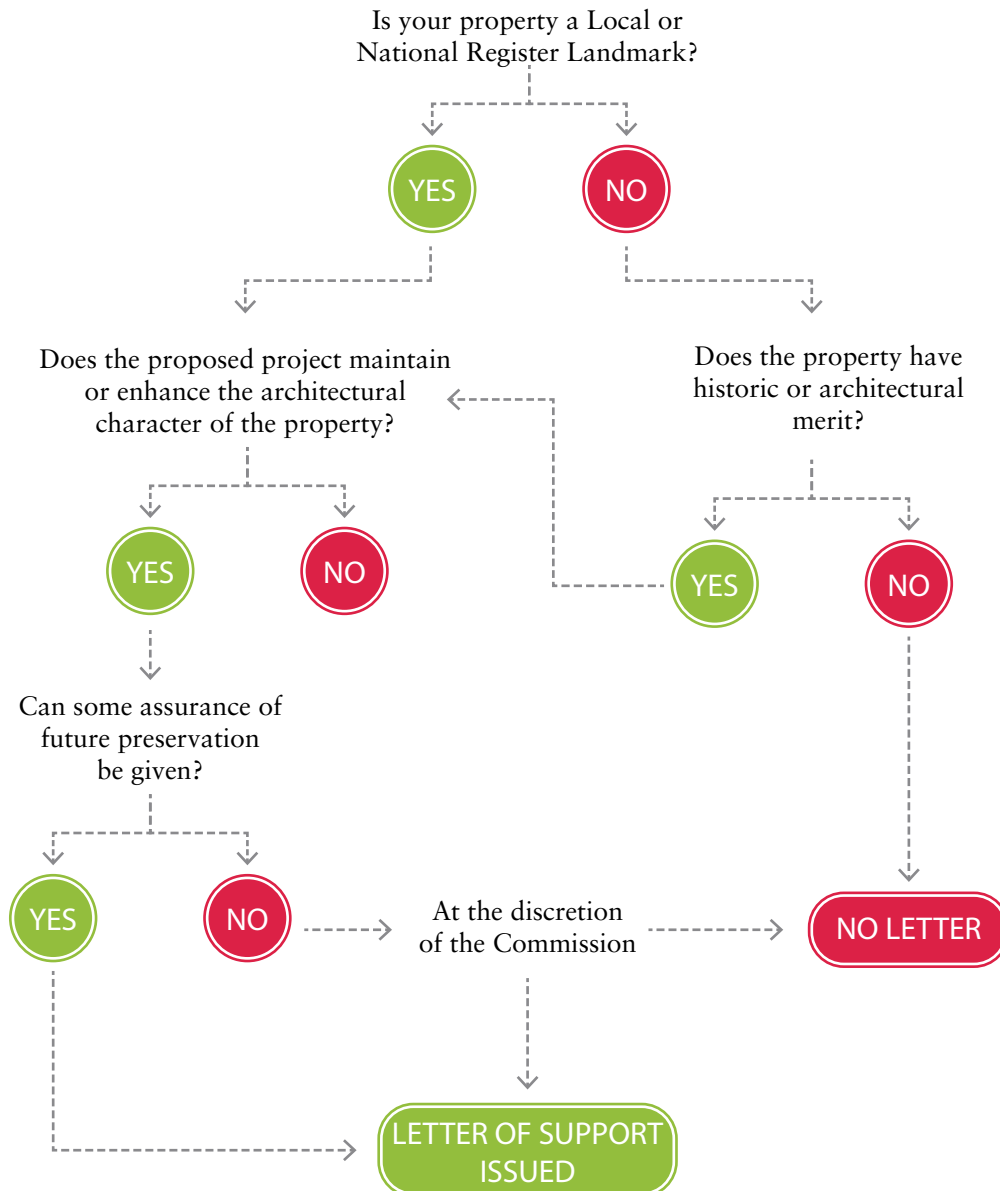 Is your property a Local or
National Register Landmark?
YES
NO
Does the proposed project maintain
or enhance the architectural
character of the property?
Does the property have
historic or architectural
merit?
YES
NO
YES
NO
Can some assurance of
future preservation
be given?
YES
NO
At the discretion
of the Commission
NO LETTER
LETTER OF SUPPORT
ISSUED